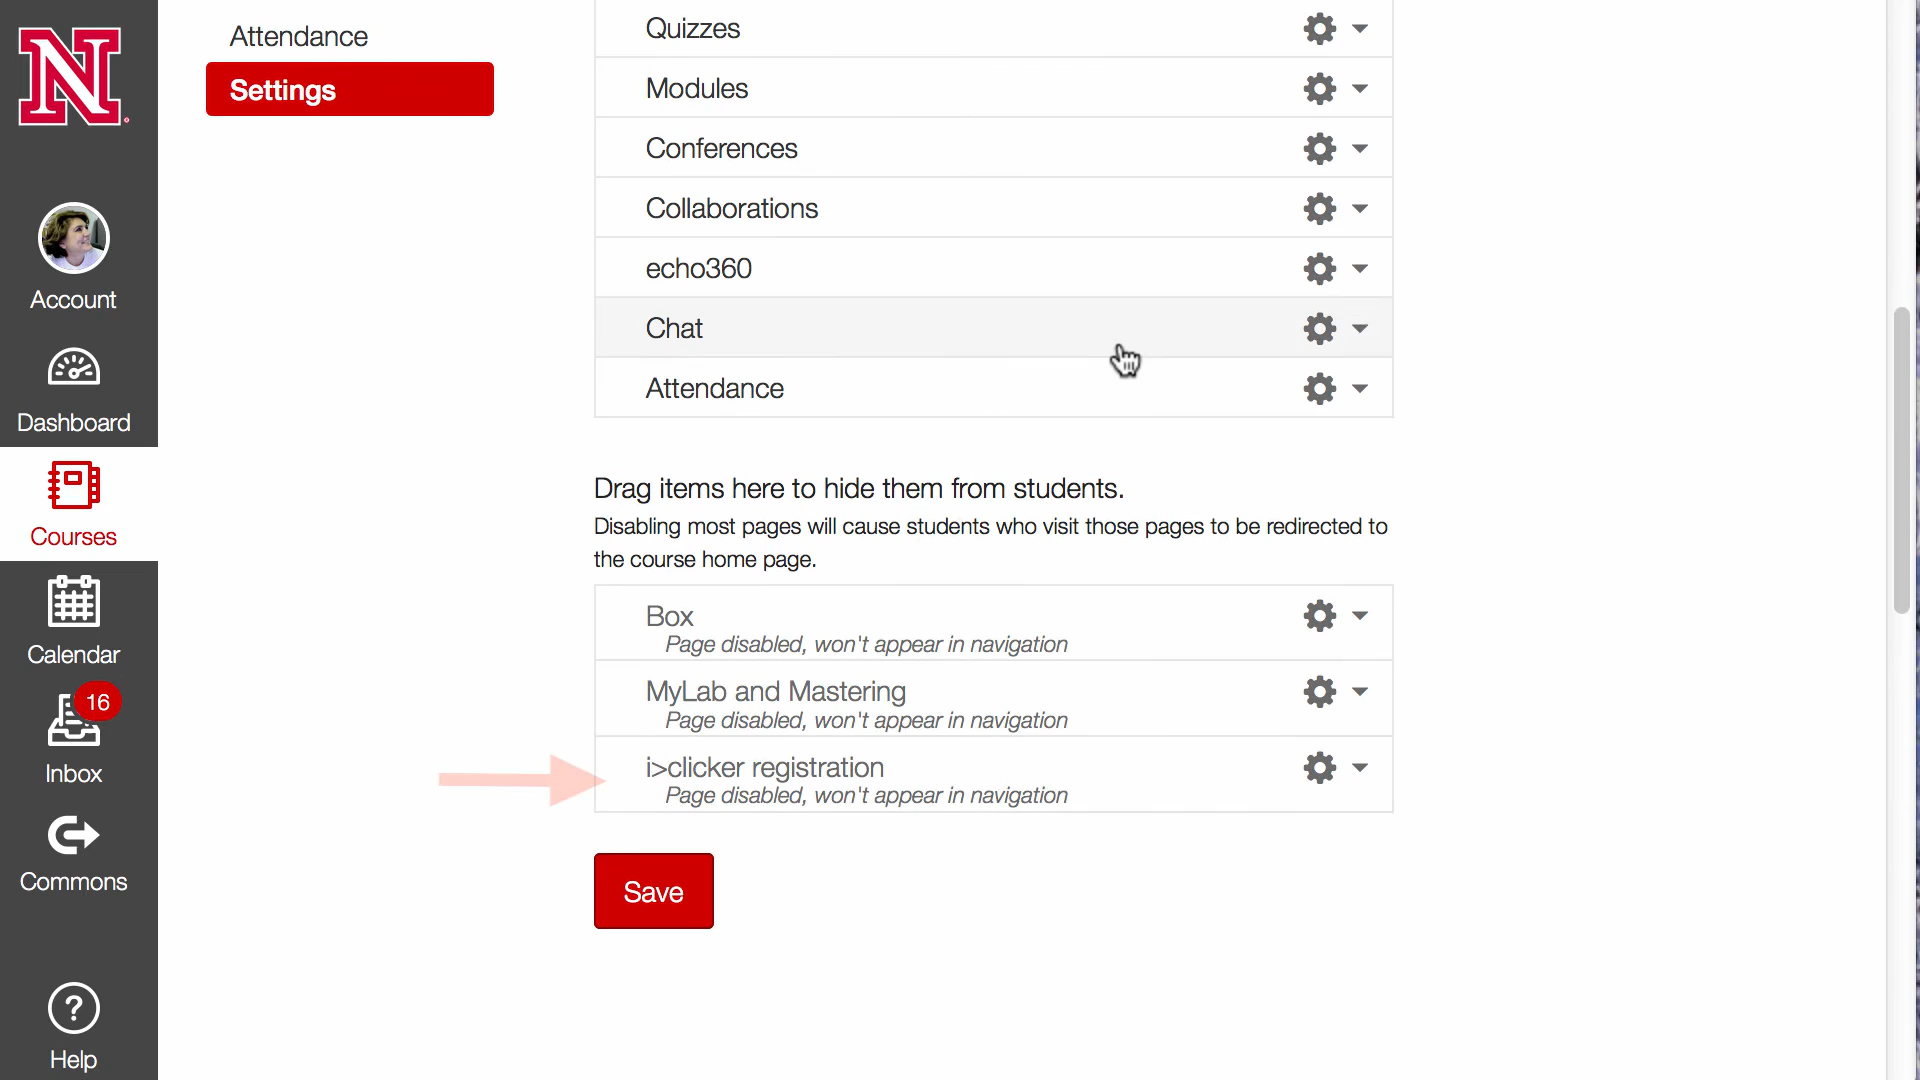 N
Account
Dashboard
Courses
Calendar
16
Inbox
Commons
Help
Attendance
Settings
Quizzes
Modules
Conferences
Collaborations
echo360
Chat
Attendance
Drag items here to hide them from students.
Disabling most pages will cause students who visit those pages to be redirected to
the course home page.
Box
Page disabled, won't appear in navigation
MyLab and Mastering
Page disabled, won't appear in navigation
i>clicker registration
Page disabled, won't appear in navigation
Save